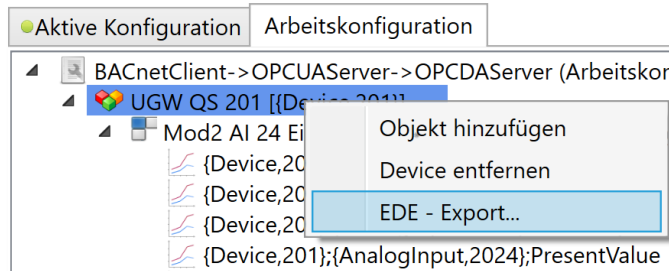 Aktive Konfiguration
Arbeitskonfiguration
BACnetClient->OPCUAServer->OPCDAServer (Arbeitskor
UGW QS 201 [{Device,201}]
Mod2 AI 24 Ei
Objekt hinzufügen
{Device,20
Device entfernen
{Device,20
EDE - Export...
{Device,20
{Device,201};{AnalogInput,2024};PresentValue